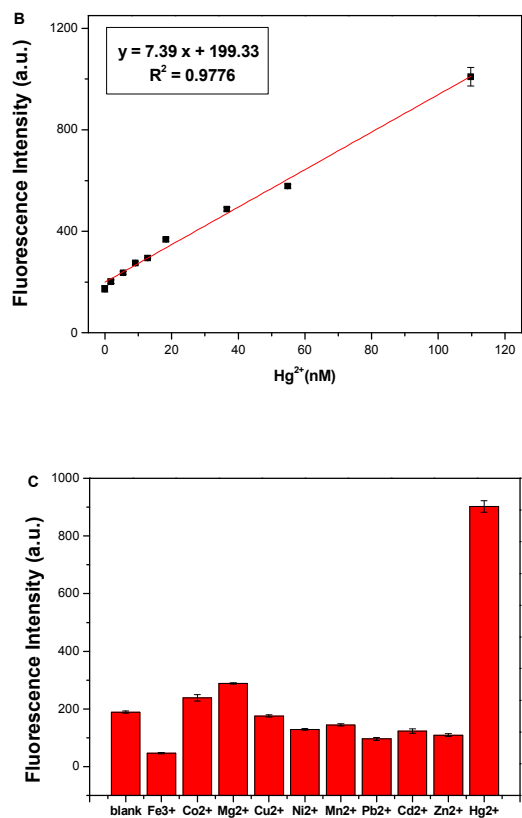 B
1200
y = 7.39 x + 199.33
R² = 0.9776
800
400
0
0 20 40 60 80 100 120
Fluorescence Intensity (a.u.)
Hg²⁺(nM)
C
1000
800
600
400
200
0
Fluorescence Intensity (a.u.)
blank Fe3+ Co2+ Mg2+ Cu2+ Ni2+ Mn2+ Pb2+ Cd2+ Zn2+ Hg2+